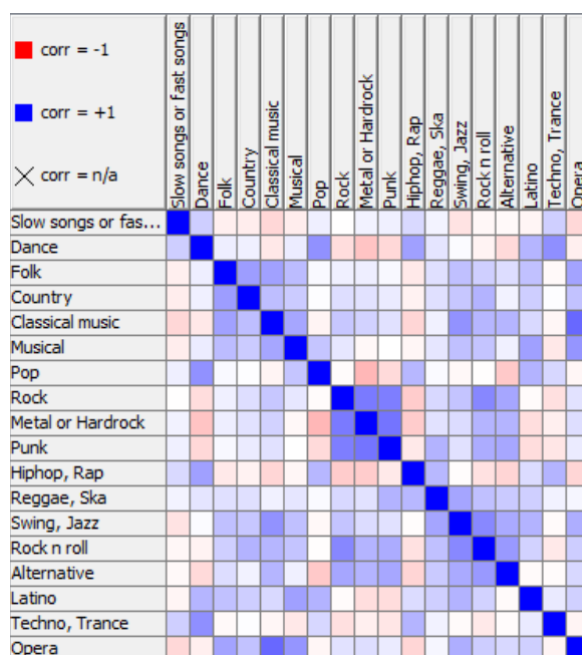 corr = -1
corr = +1
corr = n/a
Slow songs or fast songs
Dance
Folk
Country
Classical music
Musical
Pop
Rock
Metal or Hardrock
Punk
Hiphop, Rap
Reggae, Ska
Swing, Jazz
Rock n roll
Alternative
Latino
Techno, Trance
Opera
Slow songs or fas...
Dance
Folk
Country
Classical music
Musical
Pop
Rock
Metal or Hardrock
Punk
Hiphop, Rap
Reggae, Ska
Swing, Jazz
Rock n roll
Alternative
Latino
Techno, Trance
Opera